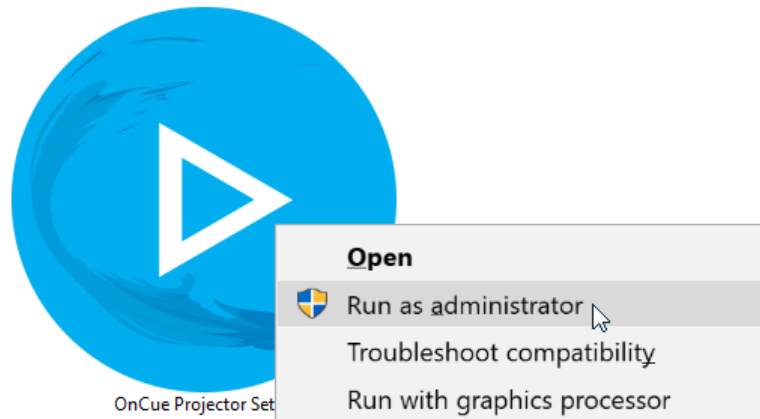 Open
Run as administrator
Troubleshoot compatibility
OnCue Projector Set
Run with graphics processor